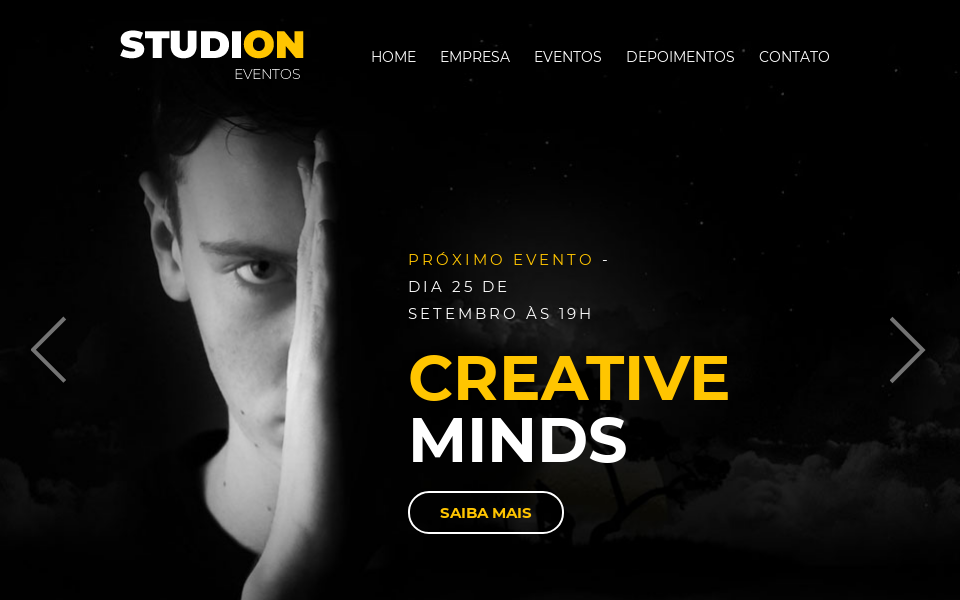 STUDION
EVENTOS
HOME EMPRESA EVENTOS DEPOIMENTOS CONTATO
PRÓXIMO EVENTO -
DIA 25 DE
SETEMBRO ÀS 19H
CREATIVE
MINDS
SAIBA MAIS